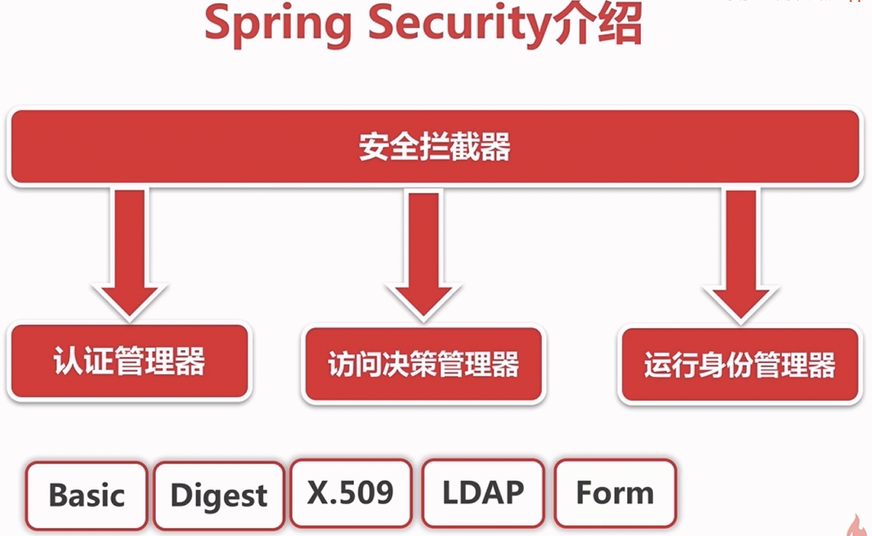 Spring Security介绍
安全拦截器
认证管理器
访问决策管理器
运行身份管理器
Basic
Digest
X.509
LDAP
Form